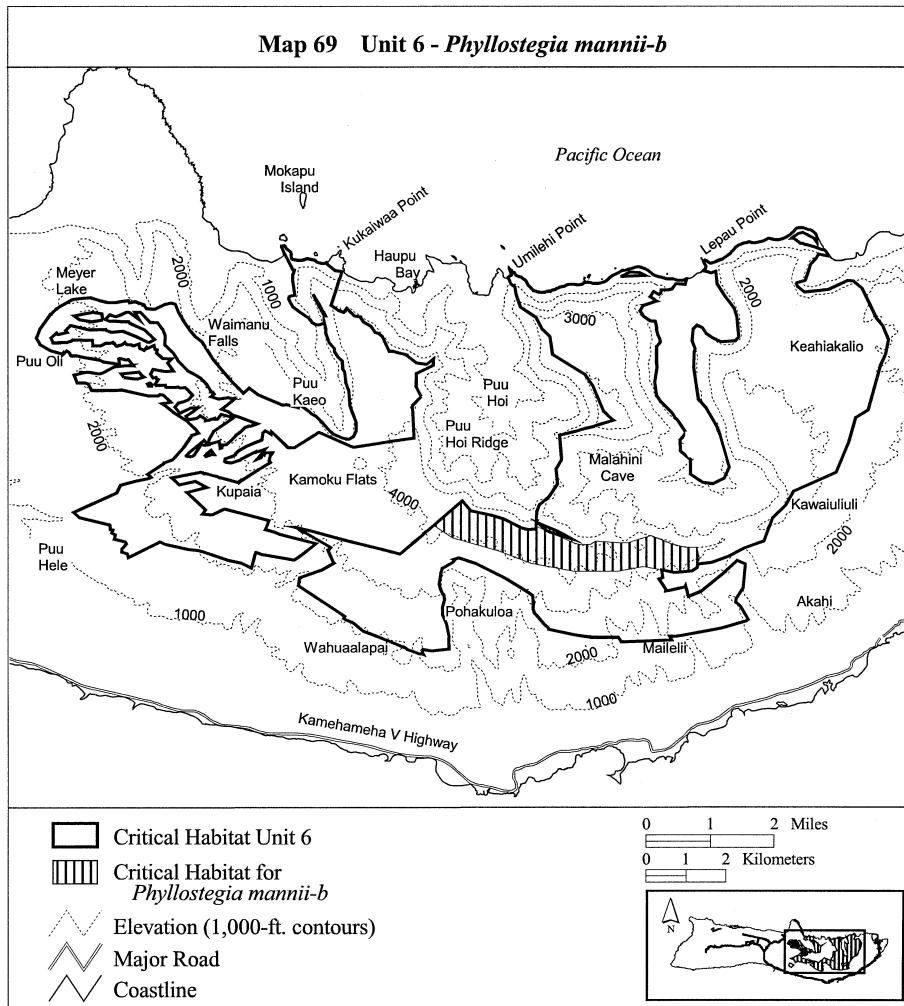 Map 69 Unit 6 - Phyllostegia mannii-b
Pacific Ocean
Mokapu
Island
Kukaiwaa Point
Haupu
Bay
Umilehi Point
Lepau Point
Meyer
Lake
2000
1000
2000
3000
Waimanu
Falls
Keahiakalio
Puu Oli
Puu
Kaeo
Puu
Hoi
Puu
Hoi Ridge
2000
Malahini
Cave
Kamoku Flats
Kupaia
4000
Kawaiuliuli
2000
Puu
Hele
1000
Pohakuloa
Akahi
Wahuaalapai
2000
Mailelii
1000
Kamehameha V Highway
Critical Habitat Unit 6
Critical Habitat for
Phyllostegia mannii-b
Elevation (1,000-ft. contours)
Major Road
Coastline
0 1 2 Miles
0 1 2 Kilometers
N